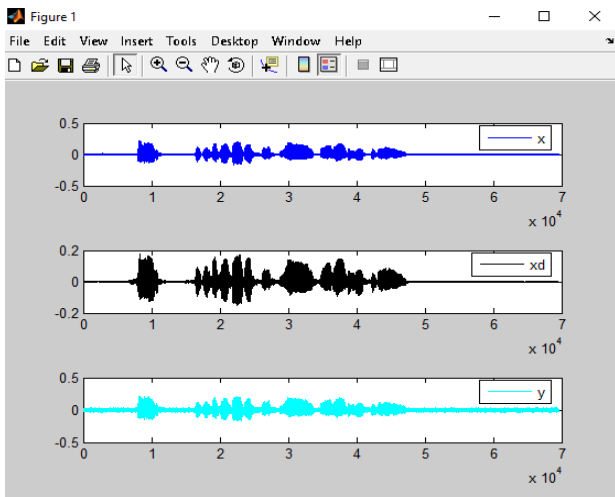 Figure 1
File Edit View Insert Tools Desktop Window Help
0.5
0
-0.5
x
0 1 2 3 4 5 6 7
x 10^4
0.2
0
-0.2
xd
0 1 2 3 4 5 6 7
x 10^4
0.5
0
-0.5
y
0 1 2 3 4 5 6 7
x 10^4